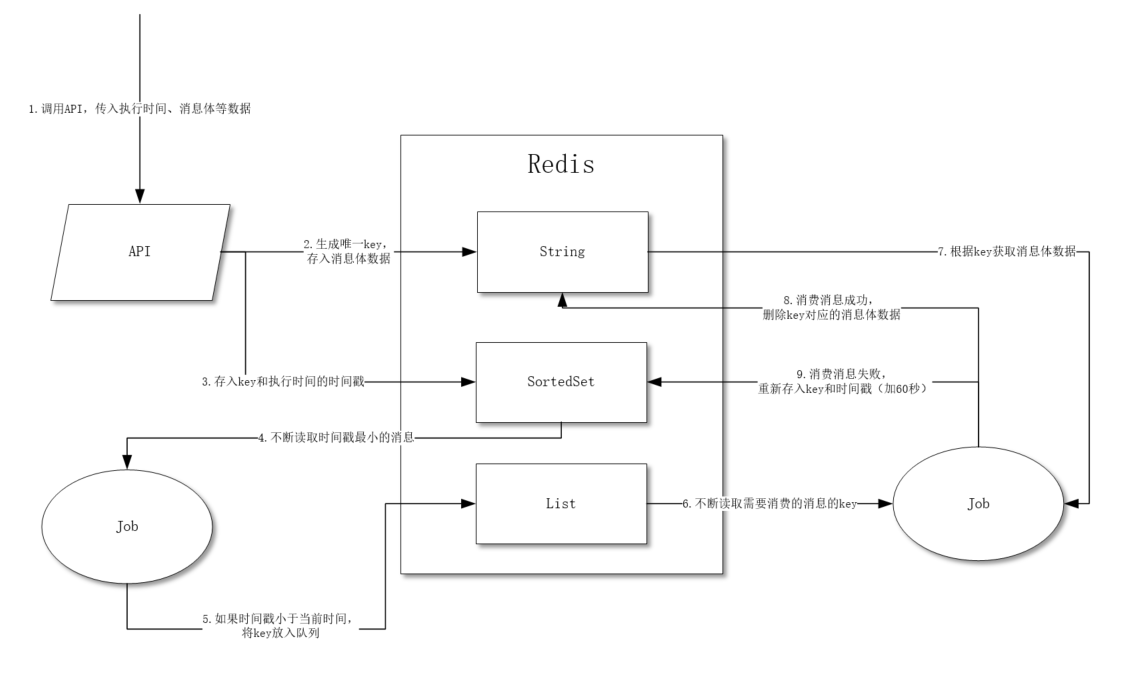 1.调用API，传入执行时间、消息体等数据
Redis
API
2.生成唯一key，
存入消息体数据
String
7.根据key获取消息体数据
8.消费消息成功，
删除key对应的消息体数据
3.存入key和执行时间的时间戳
SortedSet
9.消费消息失败，
重新存入key和时间戳（加60秒）
4.不断读取时间戳最小的消息
Job
List
6.不断读取需要消费的消息的key
Job
5.如果时间戳小于当前时间，
将key放入队列